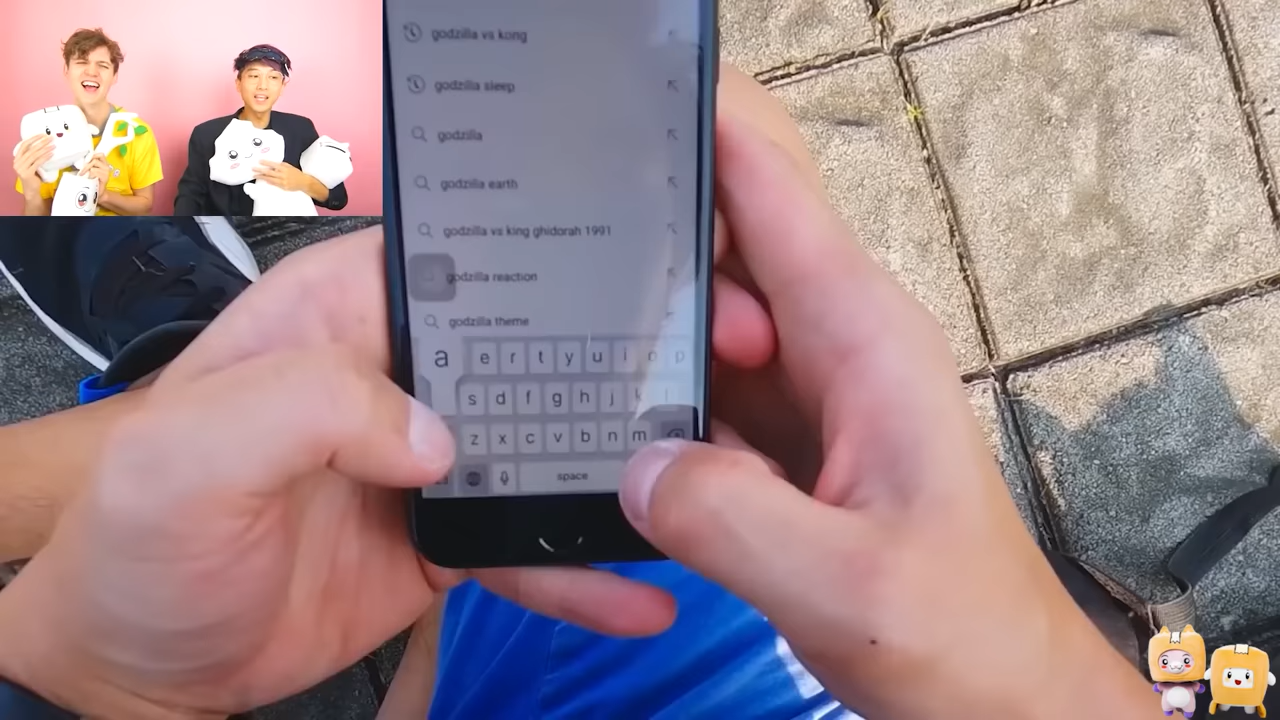 godzilla vs kong
godzilla sleep
godzilla
godzilla earth
godzilla vs king ghidorah 1991
godzilla reaction
godzilla theme
a e r t y u i o p
s d f g h j k l
z x c v b n m
space